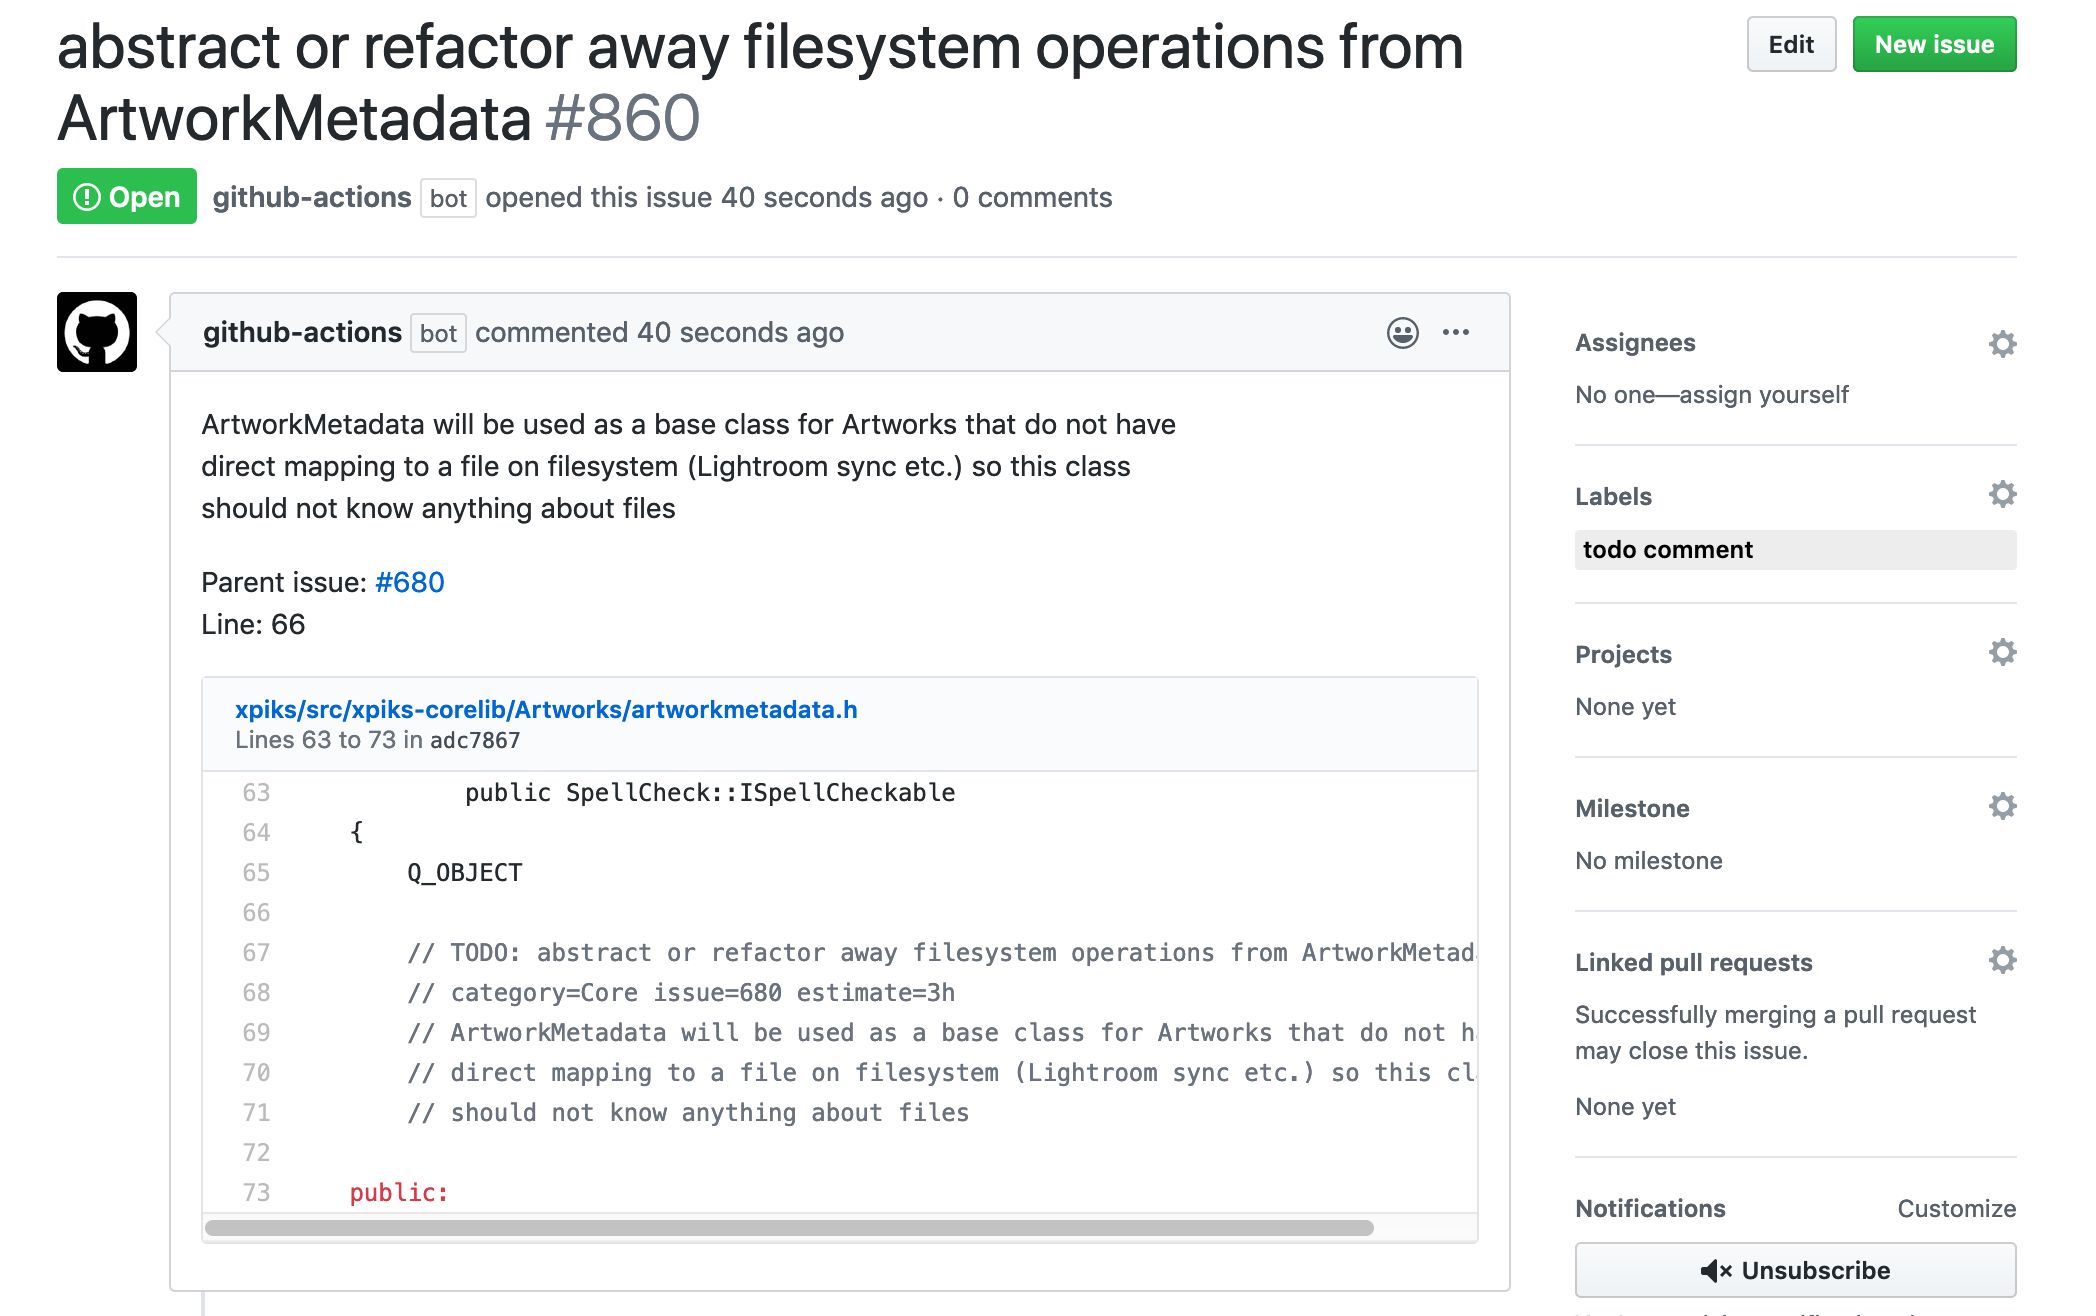 abstract or refactor away filesystem operations from
ArtworkMetadata #860
Edit
New issue
Open
github-actions bot opened this issue 40 seconds ago · 0 comments
github-actions bot commented 40 seconds ago
ArtworkMetadata will be used as a base class for Artworks that do not have
direct mapping to a file on filesystem (Lightroom sync etc.) so this class
should not know anything about files
Parent issue: #680
Line: 66
xpiks/src/xpiks-corelib/Artworks/artworkmetadata.h
Lines 63 to 73 in adc7867
63 public SpellCheck::ISpellCheckable
64 {
65 Q_OBJECT
66
67 // TODO: abstract or refactor away filesystem operations from ArtworkMetad
68 // category=Core issue=680 estimate=3h
69 // ArtworkMetadata will be used as a base class for Artworks that do not h
70 // direct mapping to a file on filesystem (Lightroom sync etc.) so this cl
71 // should not know anything about files
72
73 public:
Assignees
No one—assign yourself
Labels
todo comment
Projects
None yet
Milestone
No milestone
Linked pull requests
Successfully merging a pull request
may close this issue.
None yet
Notifications
Customize
Unsubscribe